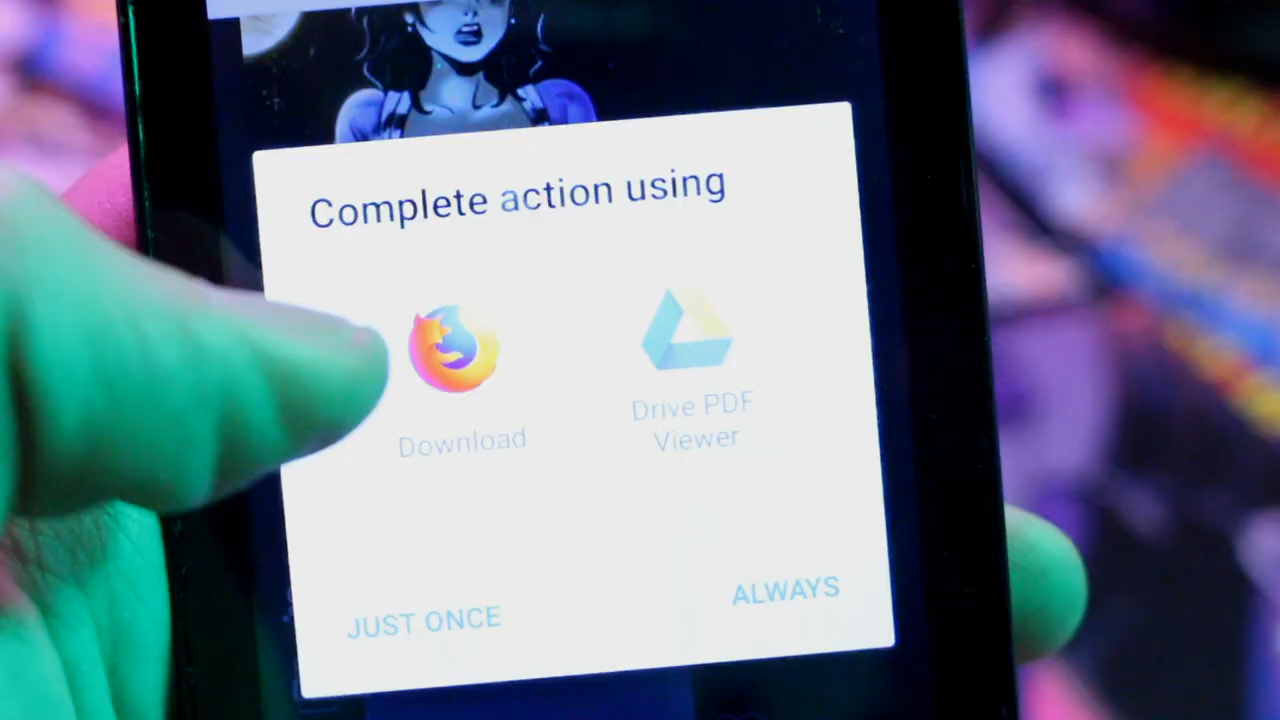 Complete action using
Download
Drive PDF
Viewer
JUST ONCE
ALWAYS